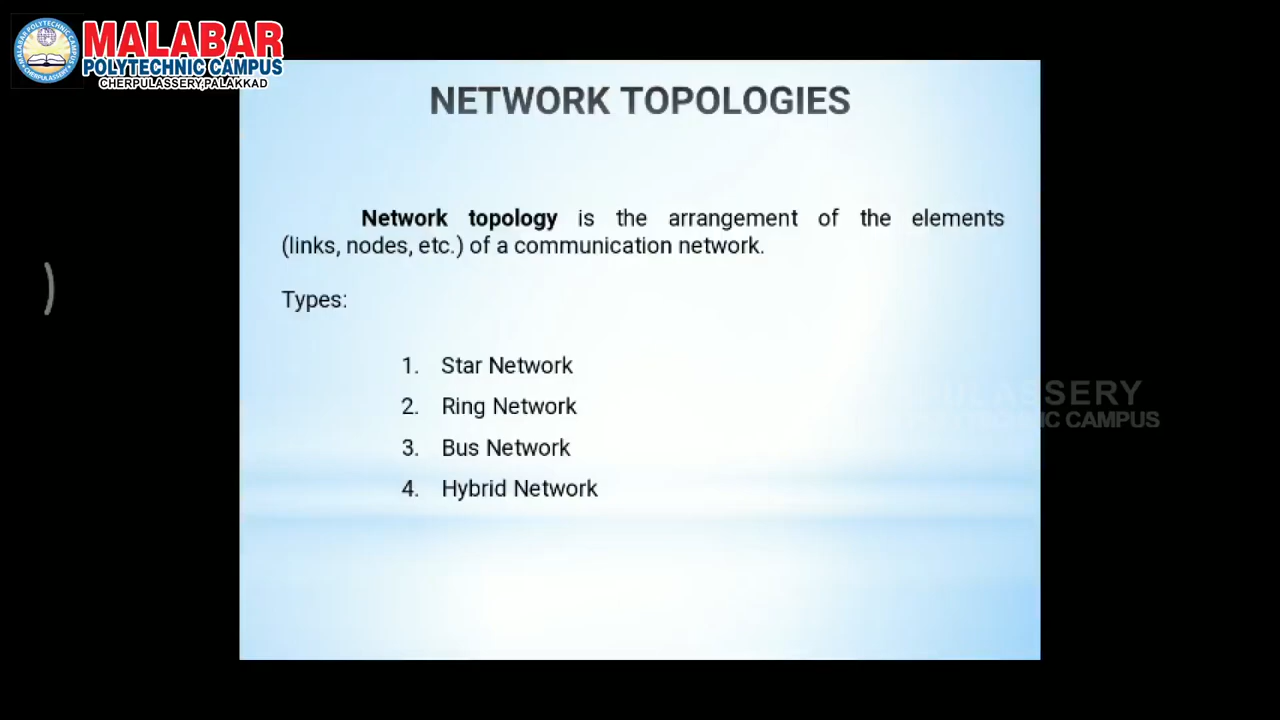 MALABAR
POLYTECHNIC CAMPUS
CHERPULASSERY,PALAKKAD
NETWORK TOPOLOGIES
Network topology is the arrangement of the elements
(links, nodes, etc.) of a communication network.
Types:
1. Star Network
2. Ring Network
3. Bus Network
4. Hybrid Network
CAMPUS